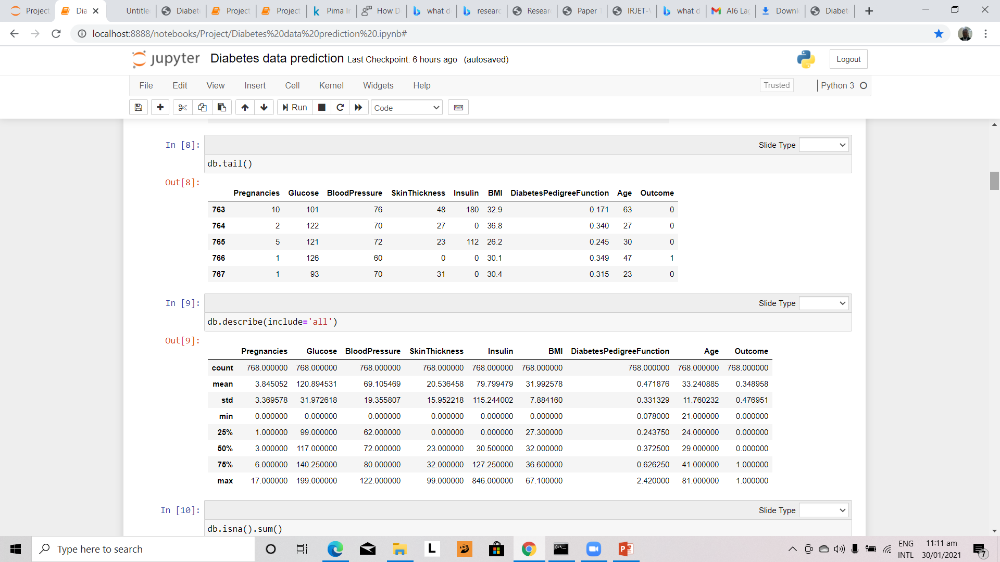 Project
Dia
Untitle
Diabet
Project
Project
Pima In
How D
what d
researc
Resear
Paper T
IRJET-V
what d
AI6 Lag
Downl
Diabet
localhost:8888/notebooks/Project/Diabetes%20data%20prediction%20.ipynb#
jupyter Diabetes data prediction Last Checkpoint: 6 hours ago (autosaved)
Logout
File Edit View Insert Cell Kernel Widgets Help
Trusted
Python 3
Run
Code
In [8]:
Slide Type
db.tail()
Out[8]:
Pregnancies Glucose BloodPressure SkinThickness Insulin BMI DiabetesPedigreeFunction Age Outcome
763 10 101 76 48 180 32.9 0.171 63 0
764 2 122 70 27 0 36.8 0.340 27 0
765 5 121 72 23 112 26.2 0.245 30 0
766 1 126 60 0 0 30.1 0.349 47 1
767 1 93 70 31 0 30.4 0.315 23 0
In [9]:
Slide Type
db.describe(include='all')
Out[9]:
Pregnancies Glucose BloodPressure SkinThickness Insulin BMI DiabetesPedigreeFunction Age Outcome
count 768.000000 768.000000 768.000000 768.000000 768.000000 768.000000 768.000000 768.000000 768.000000
mean 3.845052 120.894531 69.105469 20.536458 79.799479 31.992578 0.471876 33.240885 0.348958
std 3.369578 31.972618 19.355807 15.952218 115.244002 7.884160 0.331329 11.760232 0.476951
min 0.000000 0.000000 0.000000 0.000000 0.000000 0.000000 0.078000 21.000000 0.000000
25% 1.000000 99.000000 62.000000 0.000000 0.000000 27.300000 0.243750 24.000000 0.000000
50% 3.000000 117.000000 72.000000 23.000000 30.500000 32.000000 0.372500 29.000000 0.000000
75% 6.000000 140.250000 80.000000 32.000000 127.250000 36.600000 0.626250 41.000000 1.000000
max 17.000000 199.000000 122.000000 99.000000 846.000000 67.100000 2.420000 81.000000 1.000000
In [10]:
Slide Type
db.isna().sum()
Type here to search
ENG
INTL
11:11 am
30/01/2021
7